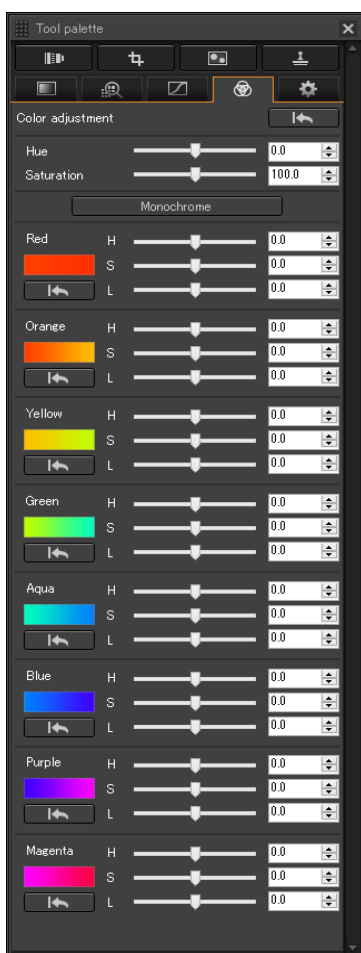 Tool palette
Color adjustment
Hue 0.0
Saturation 100.0
Monochrome
Red H 0.0
S 0.0
L 0.0
Orange H 0.0
S 0.0
L 0.0
Yellow H 0.0
S 0.0
L 0.0
Green H 0.0
S 0.0
L 0.0
Aqua H 0.0
S 0.0
L 0.0
Blue H 0.0
S 0.0
L 0.0
Purple H 0.0
S 0.0
L 0.0
Magenta H 0.0
S 0.0
L 0.0